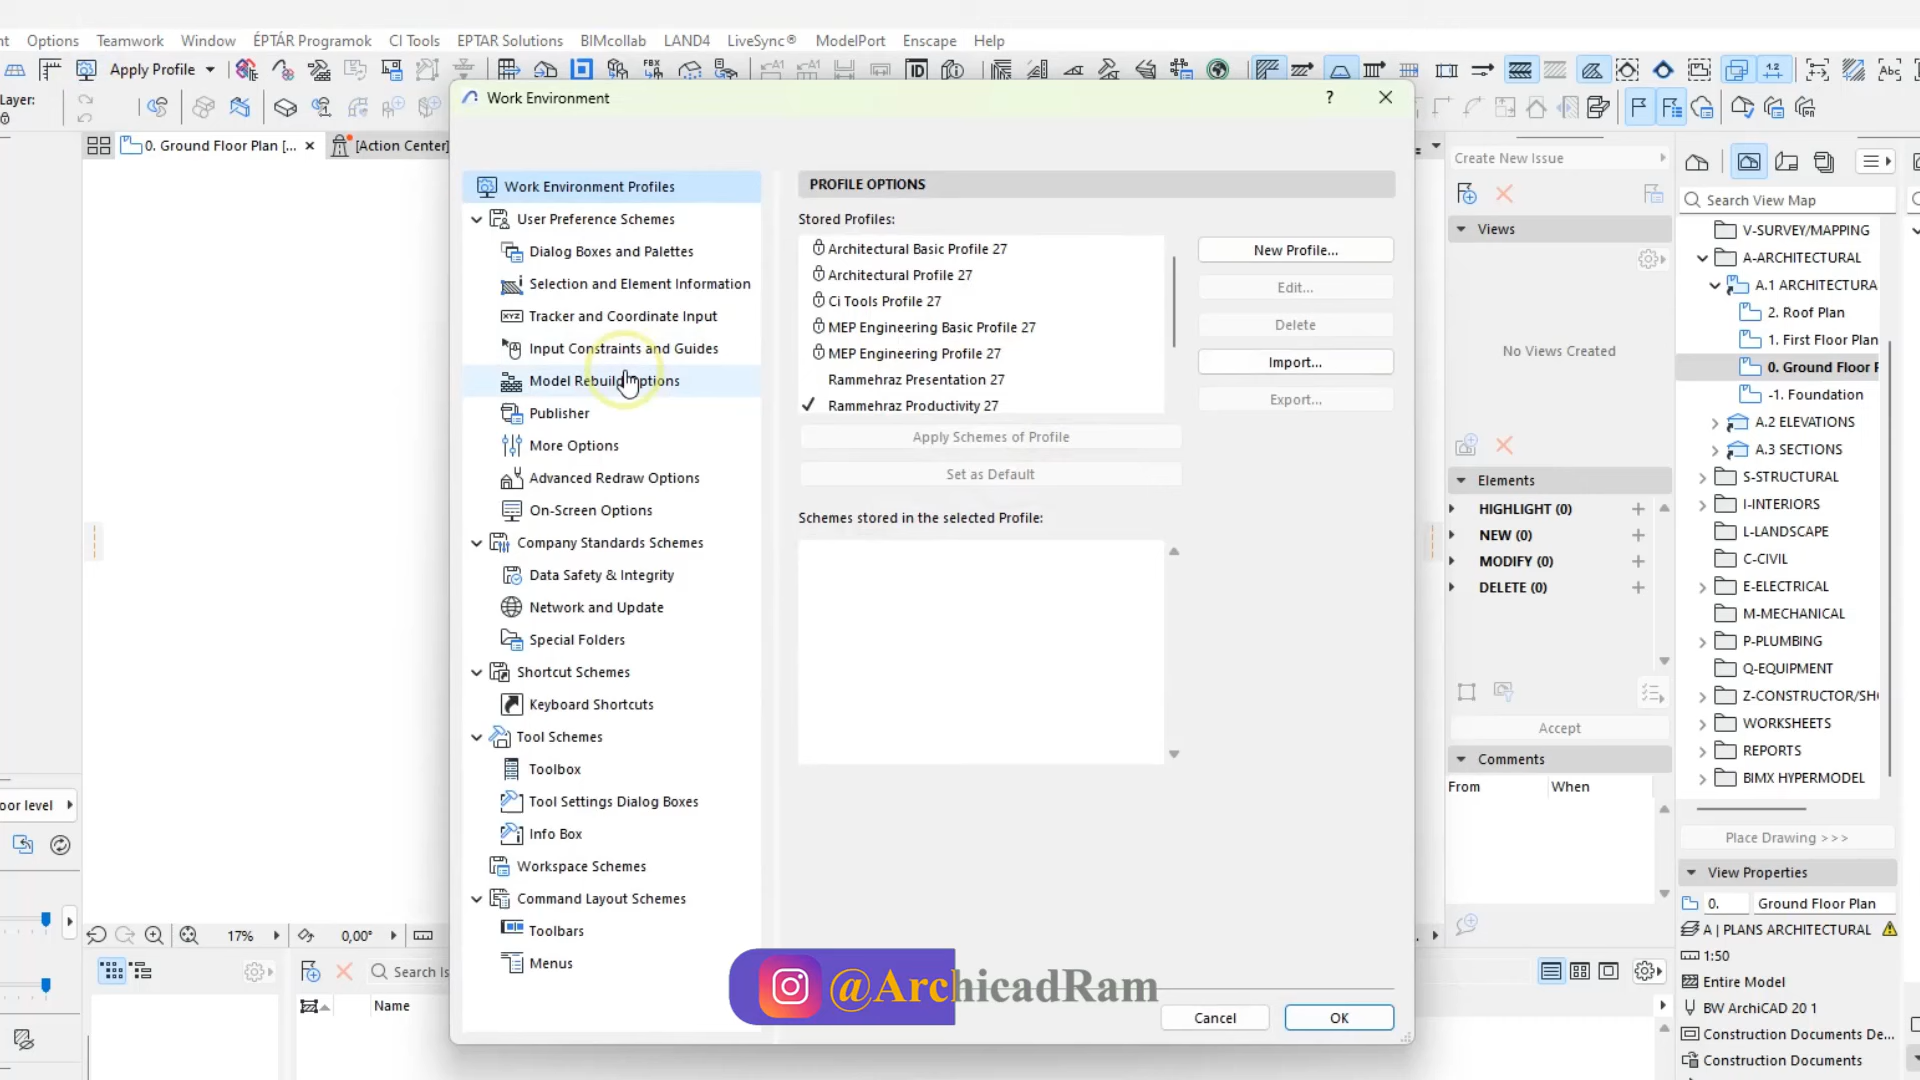 nt Options Teamwork Window ÉPTÁR Programok CI Tools EPTAR Solutions BIMcollab LAND4 LiveSync® ModelPort Enscape Help
Apply Profile
Layer:
0. Ground Floor Plan [...
[Action Center]
Work Environment
Work Environment Profiles
User Preference Schemes
Dialog Boxes and Palettes
Selection and Element Information
Tracker and Coordinate Input
Input Constraints and Guides
Model Rebuild Options
Publisher
More Options
Advanced Redraw Options
On-Screen Options
Company Standards Schemes
Data Safety & Integrity
Network and Update
Special Folders
Shortcut Schemes
Keyboard Shortcuts
Tool Schemes
Toolbox
Tool Settings Dialog Boxes
Info Box
Workspace Schemes
Command Layout Schemes
Toolbars
Menus
PROFILE OPTIONS
Stored Profiles:
Architectural Basic Profile 27
Architectural Profile 27
Ci Tools Profile 27
MEP Engineering Basic Profile 27
MEP Engineering Profile 27
Rammehraz Presentation 27
Rammehraz Productivity 27
New Profile...
Edit...
Delete
Import...
Export...
Apply Schemes of Profile
Set as Default
Schemes stored in the selected Profile:
@ArchicadRam
Cancel
OK
oor level
17%
0,00°
Search Is
Name
Create New Issue
Views
No Views Created
Elements
HIGHLIGHT (0)
NEW (0)
MODIFY (0)
DELETE (0)
Accept
Comments
From When
Search View Map
V-SURVEY/MAPPING
A-ARCHITECTURAL
A.1 ARCHITECTURA
2. Roof Plan
1. First Floor Plan
0. Ground Floor P
-1. Foundation
A.2 ELEVATIONS
A.3 SECTIONS
S-STRUCTURAL
I-INTERIORS
L-LANDSCAPE
C-CIVIL
E-ELECTRICAL
M-MECHANICAL
P-PLUMBING
Q-EQUIPMENT
Z-CONSTRUCTOR/SH
WORKSHEETS
REPORTS
BIMX HYPERMODEL
Place Drawing >>>
View Properties
0. Ground Floor Plan
A | PLANS ARCHITECTURAL
1:50
Entire Model
BW ArchiCAD 20 1
Construction Documents De...
Construction Documents